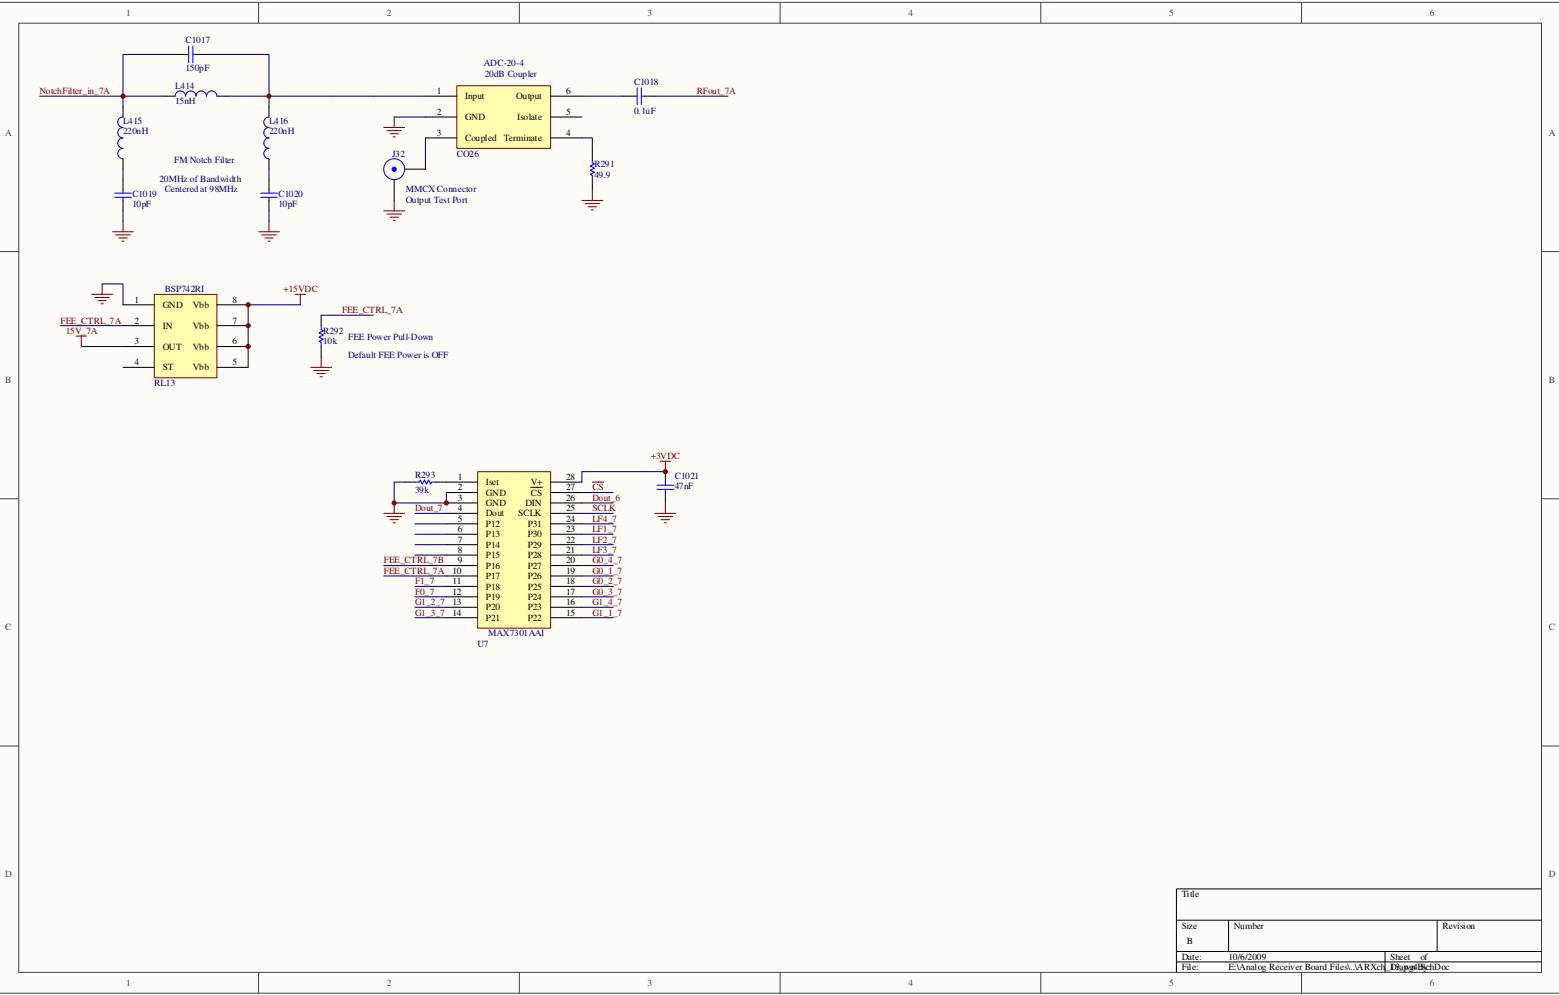 1 2 3 4 5 6
A A
B B
C C
D D
1 2 3 4 5 6
C1017
150pF
NotchFilter_in_7A
L414
15nH
L415
220nH
L416
220nH
FM Notch Filter
20MHz of Bandwidth
Centered at 98MHz
C1019
10pF
C1020
10pF
ADC-20-4
20dB Coupler
1 Input Output 6
2 GND Isolate 5
3 Coupled Terminate 4
CO26
C1018
0.1uF
RFout_7A
J32
MMCX Connector
Output Test Port
R291
49.9
BSP742RI
1 GND Vbb 8
2 IN Vbb 7
3 OUT Vbb 6
4 ST Vbb 5
RL13
FEE_CTRL_7A
15V_7A
+15VDC
FEE_CTRL_7A
R292
10k
FEE Power Pull-Down
Default FEE Power is OFF
+3VDC
C1021
47nF
R293
39k
1 Iset V+ 28
2 GND CS 27 CS
3 GND DIN 26 Dout_6
Dout_7 4 Dout SCLK 25 SCLK
5 P12 P31 24 LF4_7
6 P13 P30 23 LF1_7
7 P14 P29 22 LF2_7
8 P15 P28 21 LF3_7
FEE_CTRL_7B 9 P16 P27 20 G0_4_7
FEE_CTRL_7A 10 P17 P26 19 G0_1_7
F1_7 11 P18 P25 18 G0_2_7
F0_7 12 P19 P24 17 G0_3_7
G1_2_7 13 P20 P23 16 G1_4_7
G1_3_7 14 P21 P22 15 G1_1_7
MAX7301AAI
U7
Title
Size Number Revision
B
Date: 10/6/2009 Sheet of
File: E:\Analog Receiver Board Files\..\ARXch